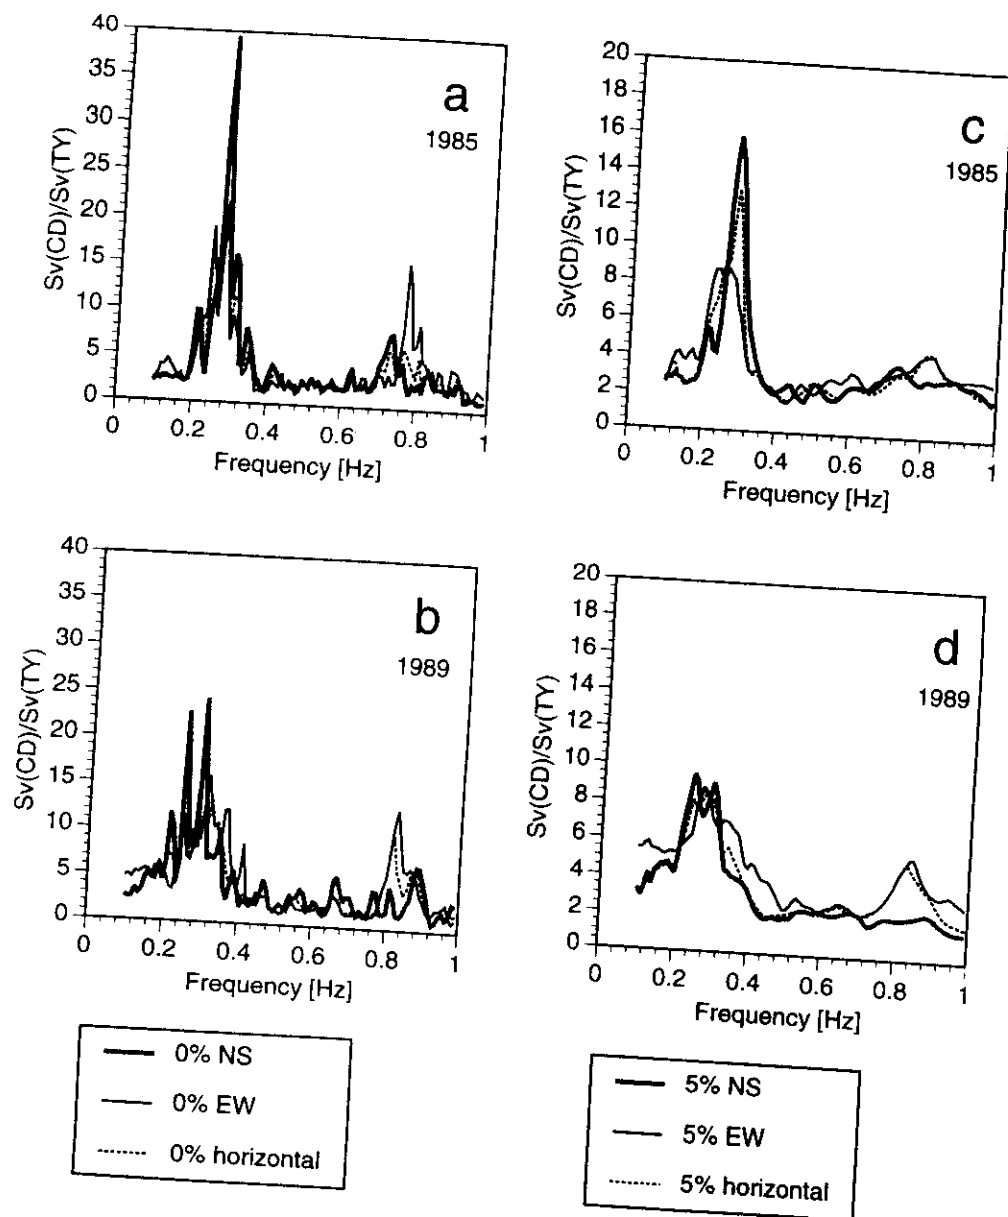 40
35
30
25
20
15
10
5
0
Sv(CD)/Sv(TY)
a
1985
0 0.2 0.4 0.6 0.8 1
Frequency [Hz]
20
18
16
14
12
10
8
6
4
2
0
Sv(CD)/Sv(TY)
c
1985
0 0.2 0.4 0.6 0.8 1
Frequency [Hz]
40
35
30
25
20
15
10
5
0
Sv(CD)/Sv(TY)
b
1989
0 0.2 0.4 0.6 0.8 1
Frequency [Hz]
20
18
16
14
12
10
8
6
4
2
0
Sv(CD)/Sv(TY)
d
1989
0 0.2 0.4 0.6 0.8 1
Frequency [Hz]
0% NS
0% EW
0% horizontal
5% NS
5% EW
5% horizontal